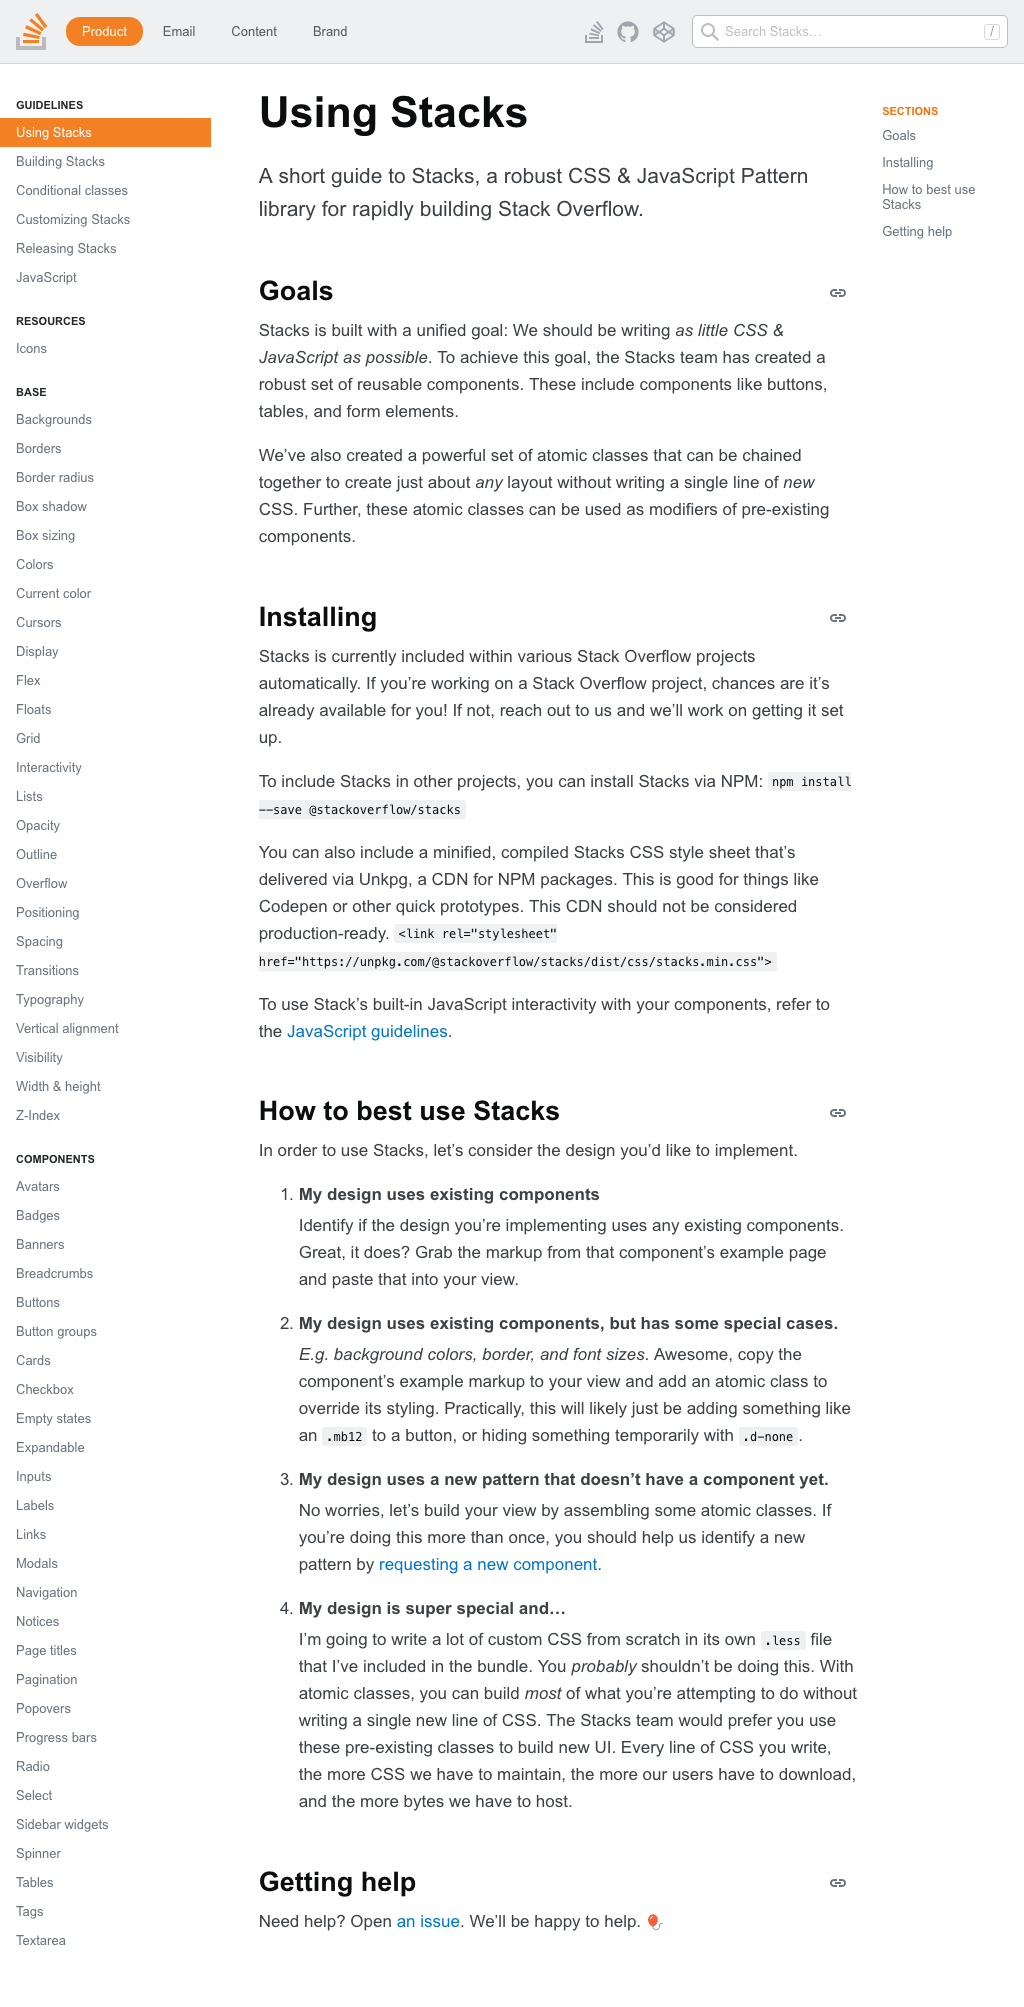 Product
Email
Content
Brand
Search Stacks…
/
GUIDELINES
Using Stacks
Building Stacks
Conditional classes
Customizing Stacks
Releasing Stacks
JavaScript
RESOURCES
Icons
BASE
Backgrounds
Borders
Border radius
Box shadow
Box sizing
Colors
Current color
Cursors
Display
Flex
Floats
Grid
Interactivity
Lists
Opacity
Outline
Overflow
Positioning
Spacing
Transitions
Typography
Vertical alignment
Visibility
Width & height
Z-Index
COMPONENTS
Avatars
Badges
Banners
Breadcrumbs
Buttons
Button groups
Cards
Checkbox
Empty states
Expandable
Inputs
Labels
Links
Modals
Navigation
Notices
Page titles
Pagination
Popovers
Progress bars
Radio
Select
Sidebar widgets
Spinner
Tables
Tags
Textarea
Using Stacks
A short guide to Stacks, a robust CSS & JavaScript Pattern
library for rapidly building Stack Overflow.
Goals
Stacks is built with a unified goal: We should be writing as little CSS &
JavaScript as possible. To achieve this goal, the Stacks team has created a
robust set of reusable components. These include components like buttons,
tables, and form elements.
We’ve also created a powerful set of atomic classes that can be chained
together to create just about any layout without writing a single line of new
CSS. Further, these atomic classes can be used as modifiers of pre-existing
components.
Installing
Stacks is currently included within various Stack Overflow projects
automatically. If you’re working on a Stack Overflow project, chances are it’s
already available for you! If not, reach out to us and we’ll work on getting it set
up.
To include Stacks in other projects, you can install Stacks via NPM: npm install
--save @stackoverflow/stacks
You can also include a minified, compiled Stacks CSS style sheet that’s
delivered via Unkpg, a CDN for NPM packages. This is good for things like
Codepen or other quick prototypes. This CDN should not be considered
production-ready. <link rel="stylesheet"
href="https://unpkg.com/@stackoverflow/stacks/dist/css/stacks.min.css">
To use Stack’s built-in JavaScript interactivity with your components, refer to
the JavaScript guidelines.
How to best use Stacks
In order to use Stacks, let’s consider the design you’d like to implement.
1. My design uses existing components
Identify if the design you’re implementing uses any existing components.
Great, it does? Grab the markup from that component’s example page
and paste that into your view.
2. My design uses existing components, but has some special cases.
E.g. background colors, border, and font sizes. Awesome, copy the
component’s example markup to your view and add an atomic class to
override its styling. Practically, this will likely just be adding something like
an .mb12 to a button, or hiding something temporarily with .d-none.
3. My design uses a new pattern that doesn’t have a component yet.
No worries, let’s build your view by assembling some atomic classes. If
you’re doing this more than once, you should help us identify a new
pattern by requesting a new component.
4. My design is super special and…
I’m going to write a lot of custom CSS from scratch in its own .less file
that I’ve included in the bundle. You probably shouldn’t be doing this. With
atomic classes, you can build most of what you’re attempting to do without
writing a single new line of CSS. The Stacks team would prefer you use
these pre-existing classes to build new UI. Every line of CSS you write,
the more CSS we have to maintain, the more our users have to download,
and the more bytes we have to host.
Getting help
Need help? Open an issue. We’ll be happy to help. 🎈
SECTIONS
Goals
Installing
How to best use
Stacks
Getting help